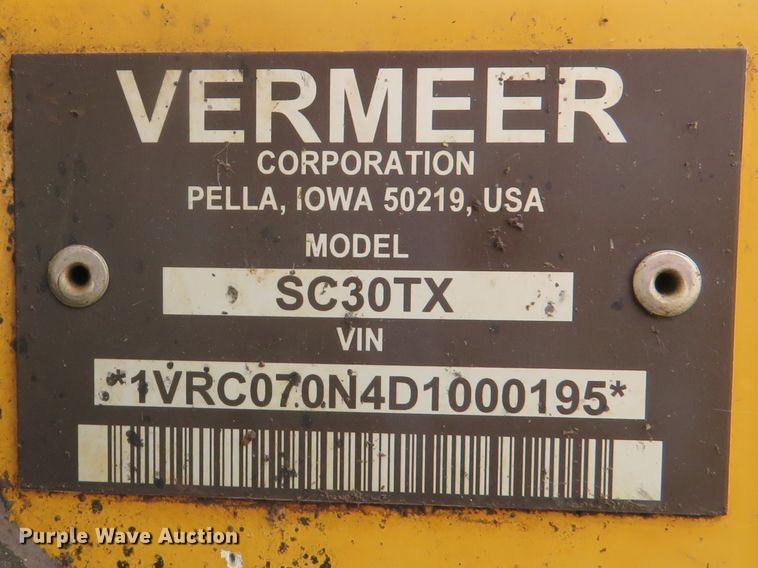 VERMEER
CORPORATION
PELLA, IOWA 50219, USA
MODEL
SC30TX
VIN
*1VRC070N4D1000195*
Purple Wave Auction